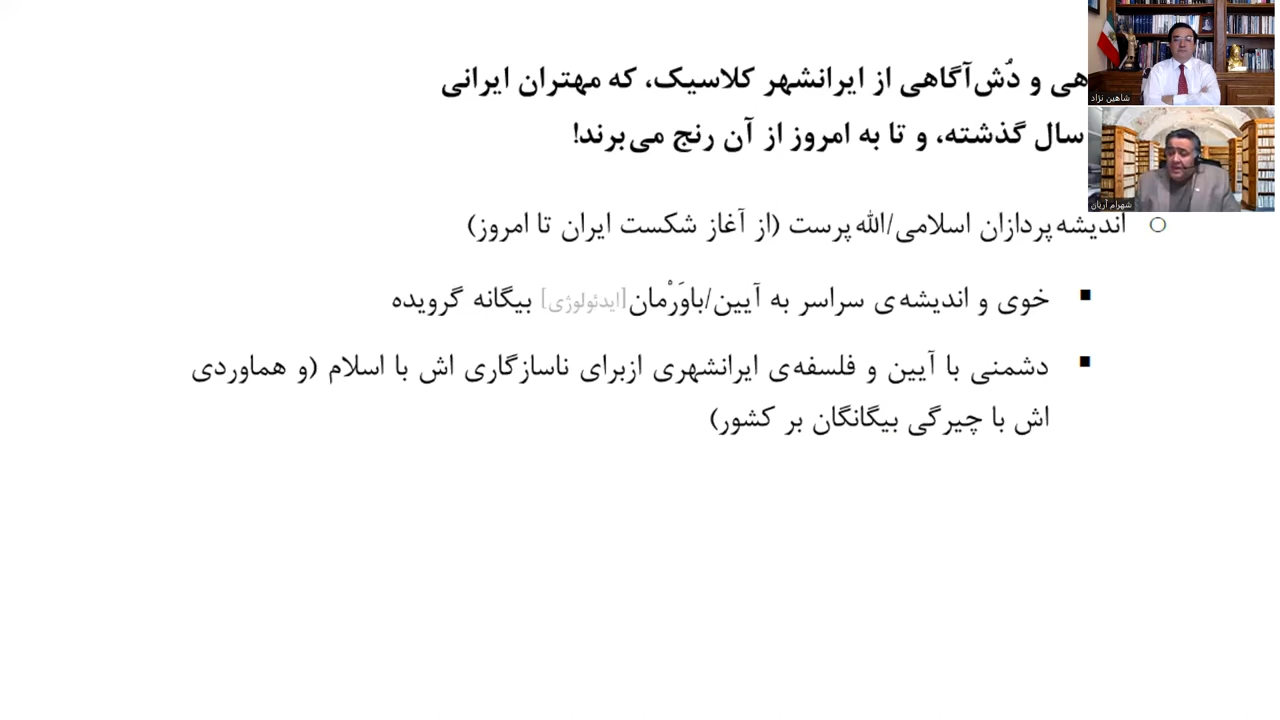 هی و دُش‌آگاهی از ایرانشهر کلاسیک، که مهتران ایرانی
سال گذشته، و تا به امروز از آن رنج می‌برند!
اندیشه‌پردازان اسلامی/الله‌پرست (از آغاز شکست ایران تا امروز)
خوی و اندیشه‌ی سراسر به آیین/باوَرْمان[ایدئولوژی] بیگانه گرویده
دشمنی با آیین و فلسفه‌ی ایرانشهری ازبرای ناسازگاری اش با اسلام (و هماوردی
اش با چیرگی بیگانگان بر کشور)
شاهین نژاد
شهرام آریان